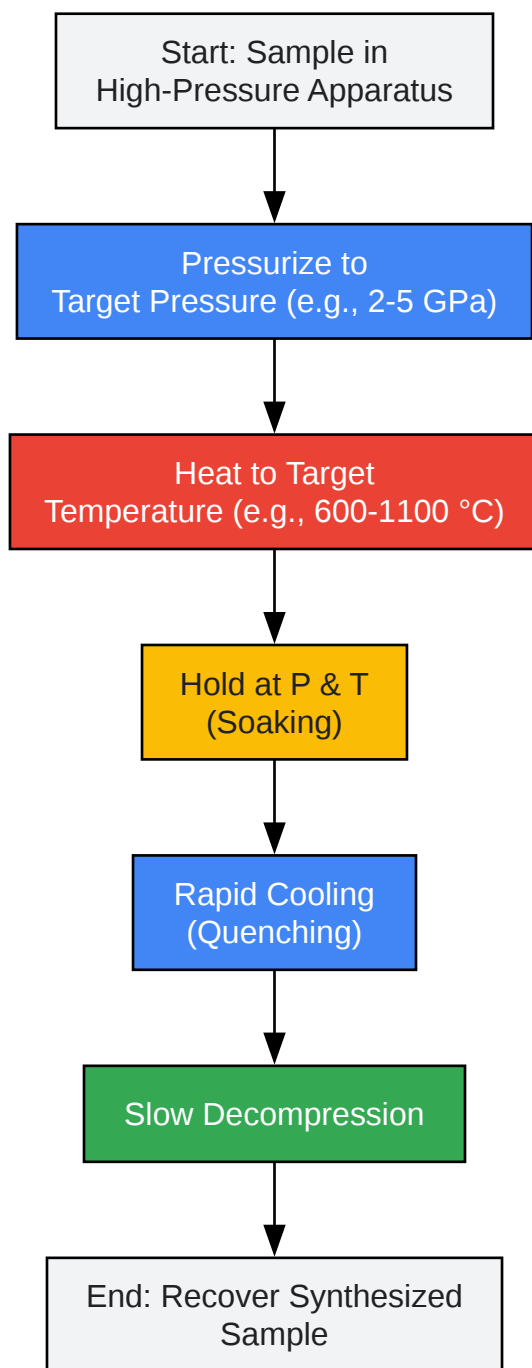 Start: Sample in
High-Pressure Apparatus
Pressurize to
Target Pressure (e.g., 2-5 GPa)
Heat to Target
Temperature (e.g., 600-1100 °C)
Hold at P & T
(Soaking)
Rapid Cooling
(Quenching)
Slow Decompression
End: Recover Synthesized
Sample